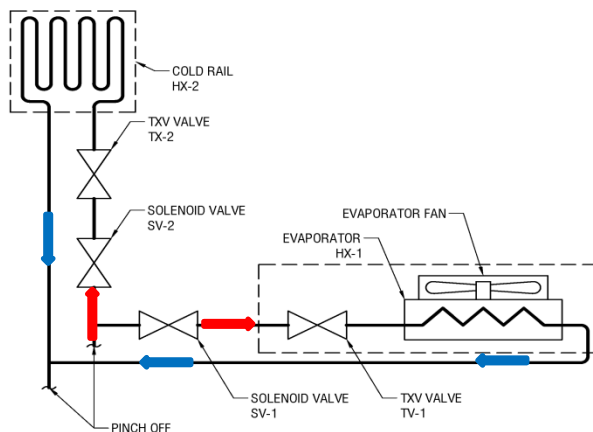 COLD RAIL
HX-2
TXV VALVE
TX-2
SOLENOID VALVE
SV-2
EVAPORATOR FAN
EVAPORATOR
HX-1
SOLENOID VALVE
SV-1
TXV VALVE
TV-1
PINCH OFF